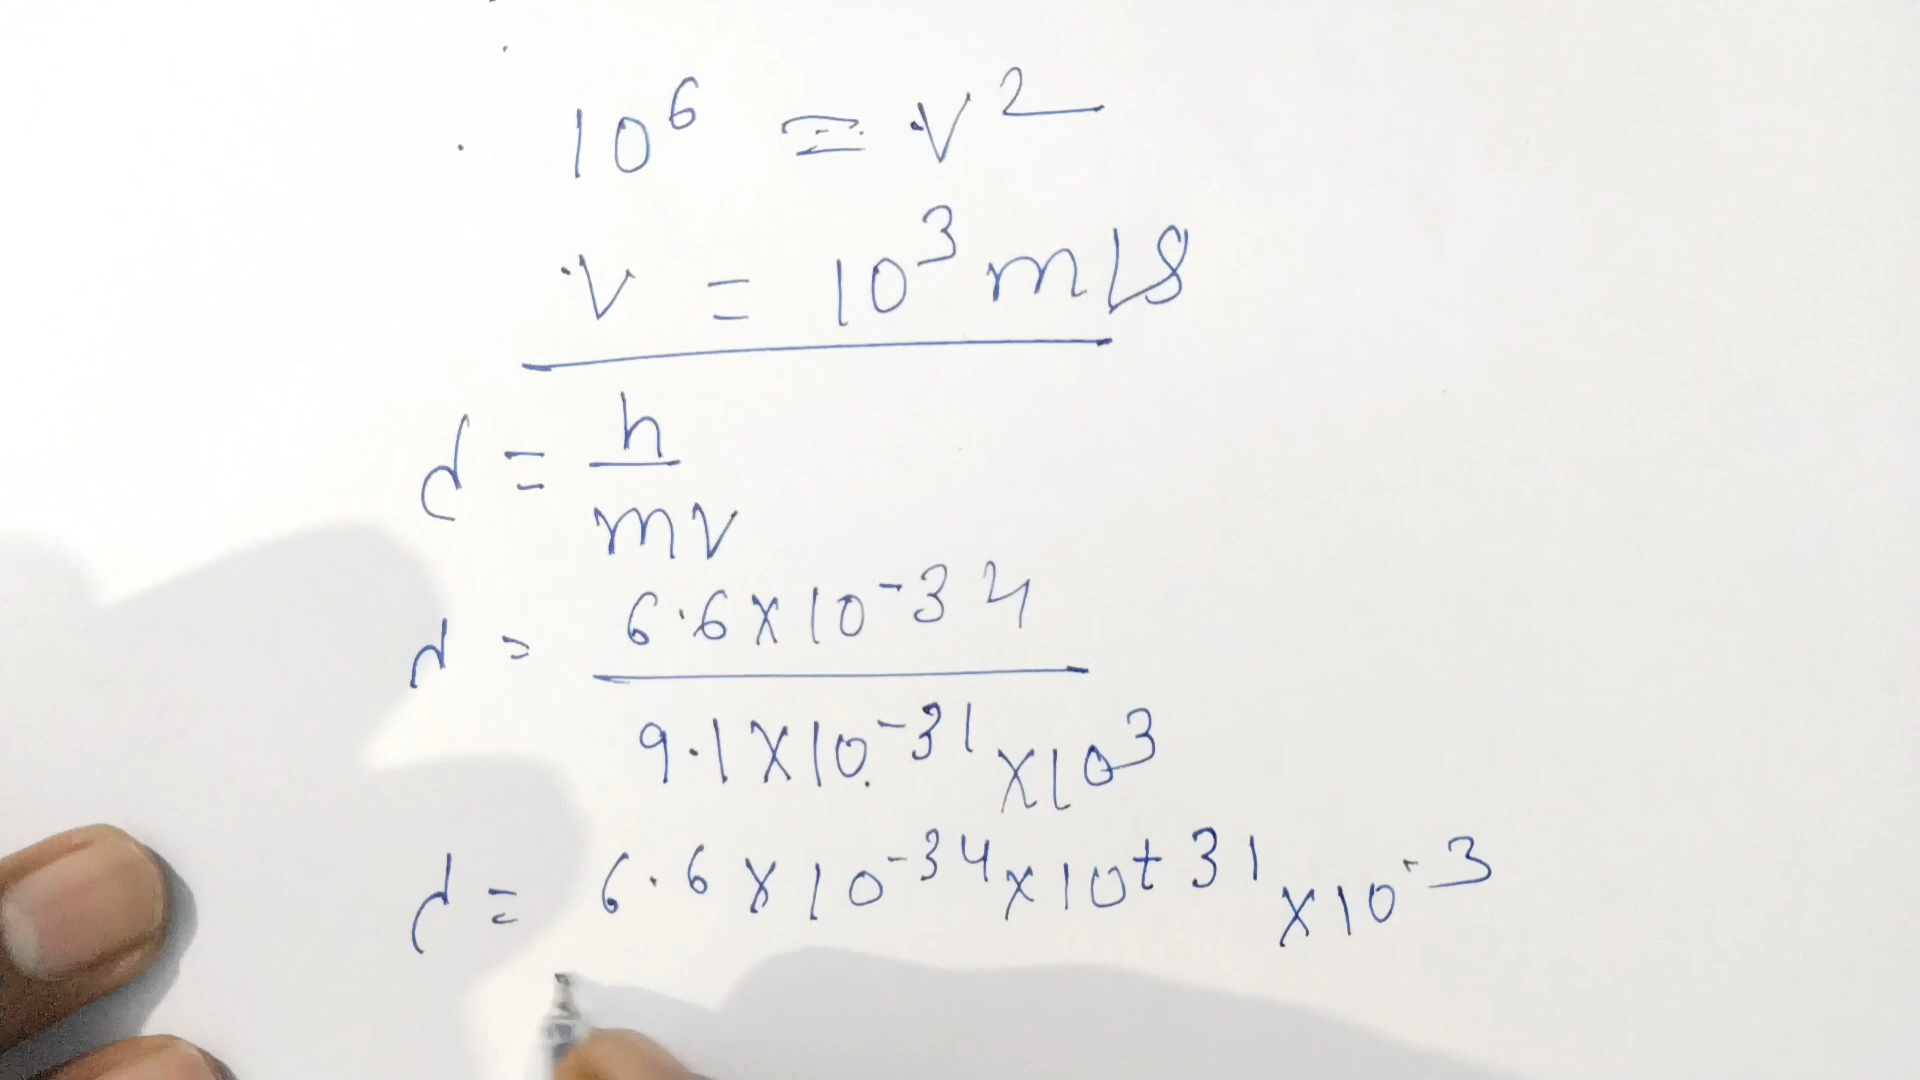 10⁶ = v²
v = 10³ m/s
λ = h
mv
λ = 6.6 × 10⁻³⁴
9.1 × 10⁻³¹ × 10³
λ = 6.6 × 10⁻³⁴ × 10⁺³¹ × 10⁻³